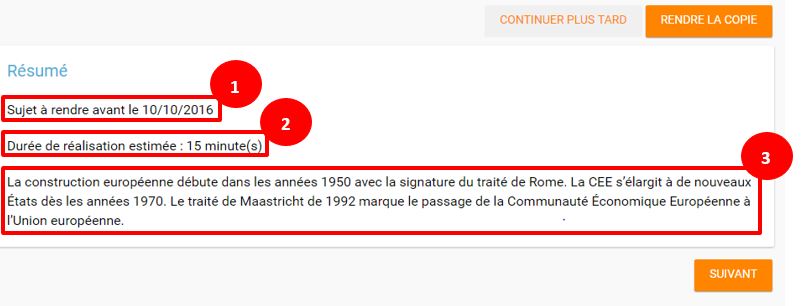 CONTINUER PLUS TARD
RENDRE LA COPIE
Résumé
1
Sujet à rendre avant le 10/10/2016
2
Durée de réalisation estimée : 15 minute(s)
3
La construction européenne débute dans les années 1950 avec la signature du traité de Rome. La CEE s'élargit à de nouveaux
États dès les années 1970. Le traité de Maastricht de 1992 marque le passage de la Communauté Économique Européenne à
l'Union européenne.
SUIVANT